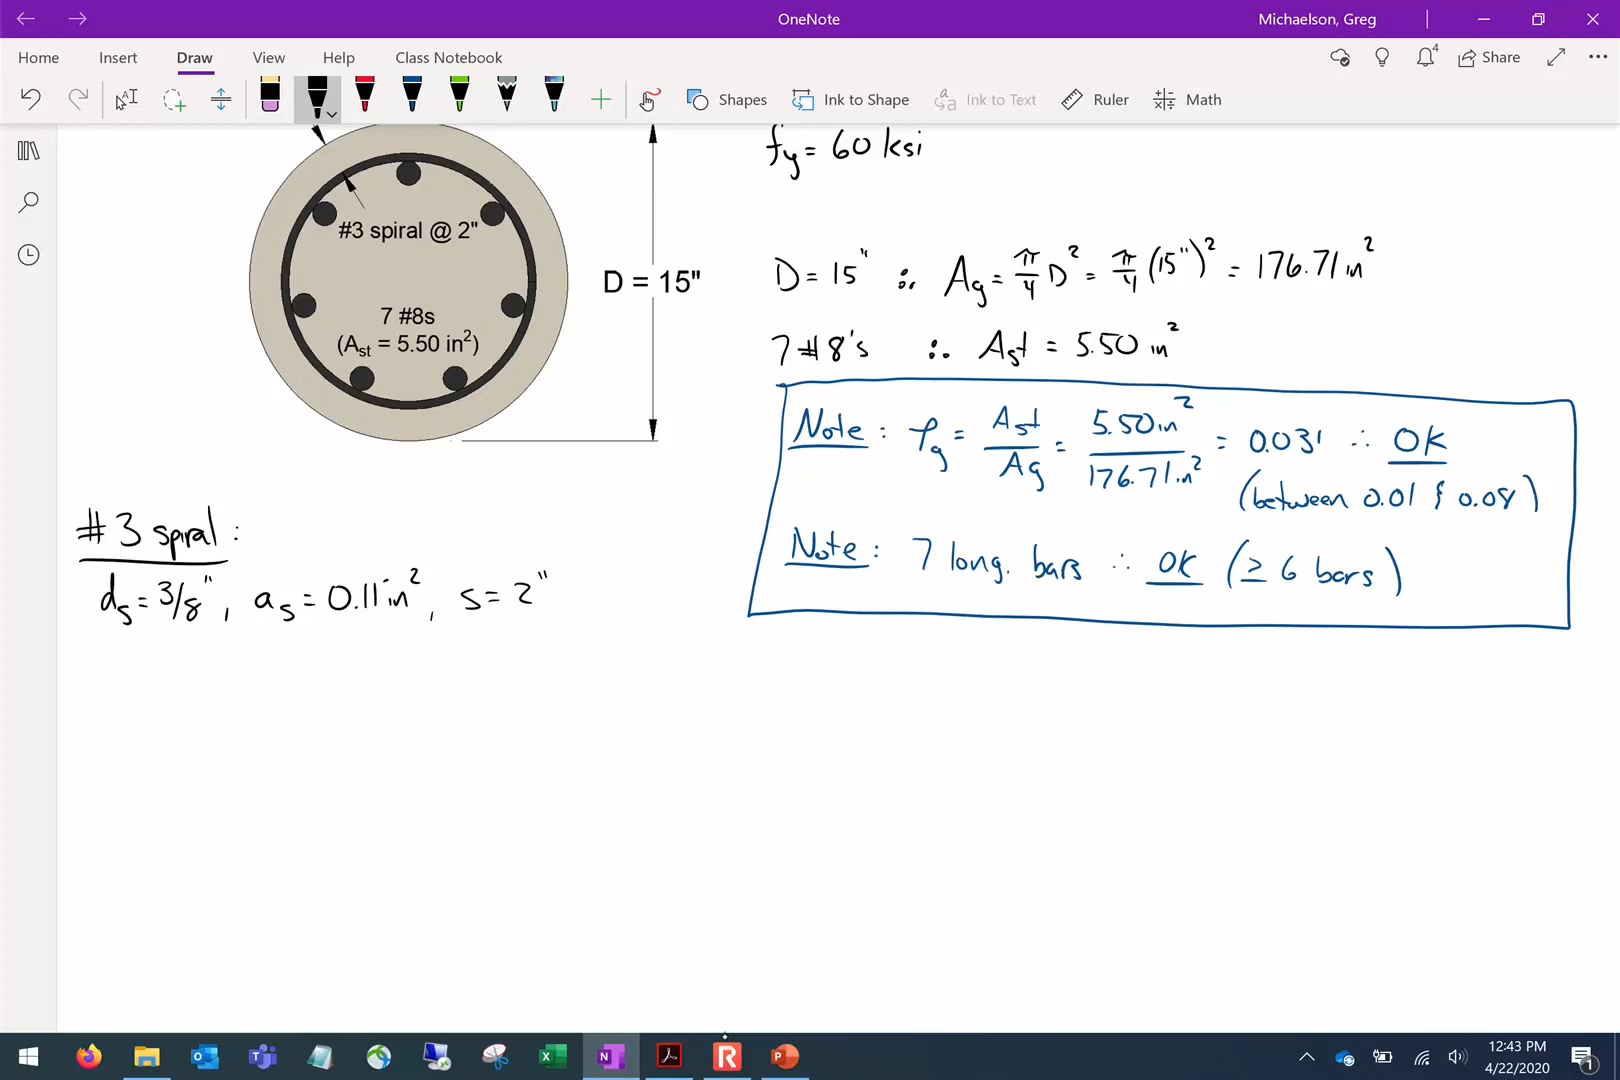 OneNote
Michaelson, Greg
Home Insert Draw View Help Class Notebook
4
Share
Shapes
Ink to Shape
Ink to Text
Ruler
Math
fy = 60 ksi
#3 spiral @ 2"
D = 15"
7 #8s
(Ast = 5.50 in²)
D = 15" ∴ Ag = π/4 D² = π/4 (15")² = 176.71 in²
7 #8's ∴ Ast = 5.50 in²
Note: ρg = Ast/Ag = 5.50 in²/176.71 in² = 0.031 ∴ OK
(between 0.01 & 0.08)
Note: 7 long. bars ∴ OK (≥ 6 bars)
#3 spiral:
ds = 3/8", as = 0.11 in², s = 2"
12:43 PM
4/22/2020
1